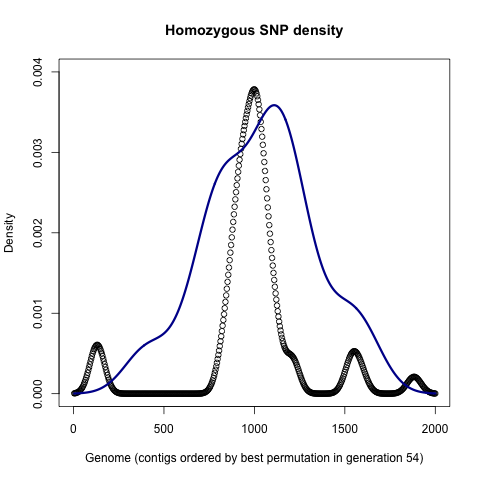 Homozygous SNP density
0.004
0.003
0.002
0.001
0.000
Density
0 500 1000 1500 2000
Genome (contigs ordered by best permutation in generation 54)